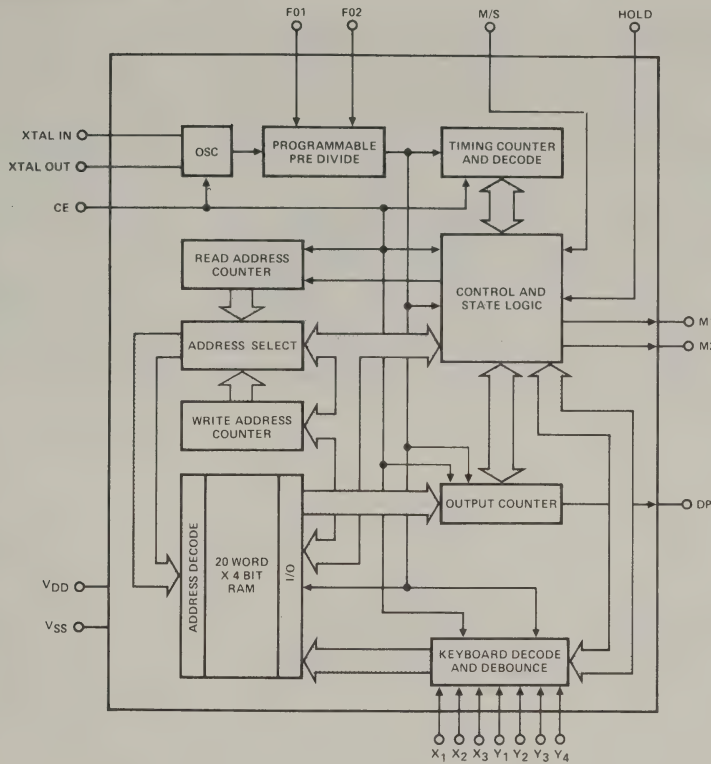 F01
F02
M/S
HOLD
XTAL IN
XTAL OUT
CE
OSC
PROGRAMMABLE
PRE DIVIDE
TIMING COUNTER
AND DECODE
READ ADDRESS
COUNTER
CONTROL AND
STATE LOGIC
ADDRESS SELECT
WRITE ADDRESS
COUNTER
ADDRESS DECODE
20 WORD
X 4 BIT
RAM
I/O
OUTPUT COUNTER
KEYBOARD DECODE
AND DEBOUNCE
VDD
VSS
DP
X1 X2 X3 Y1 Y2 Y3 Y4